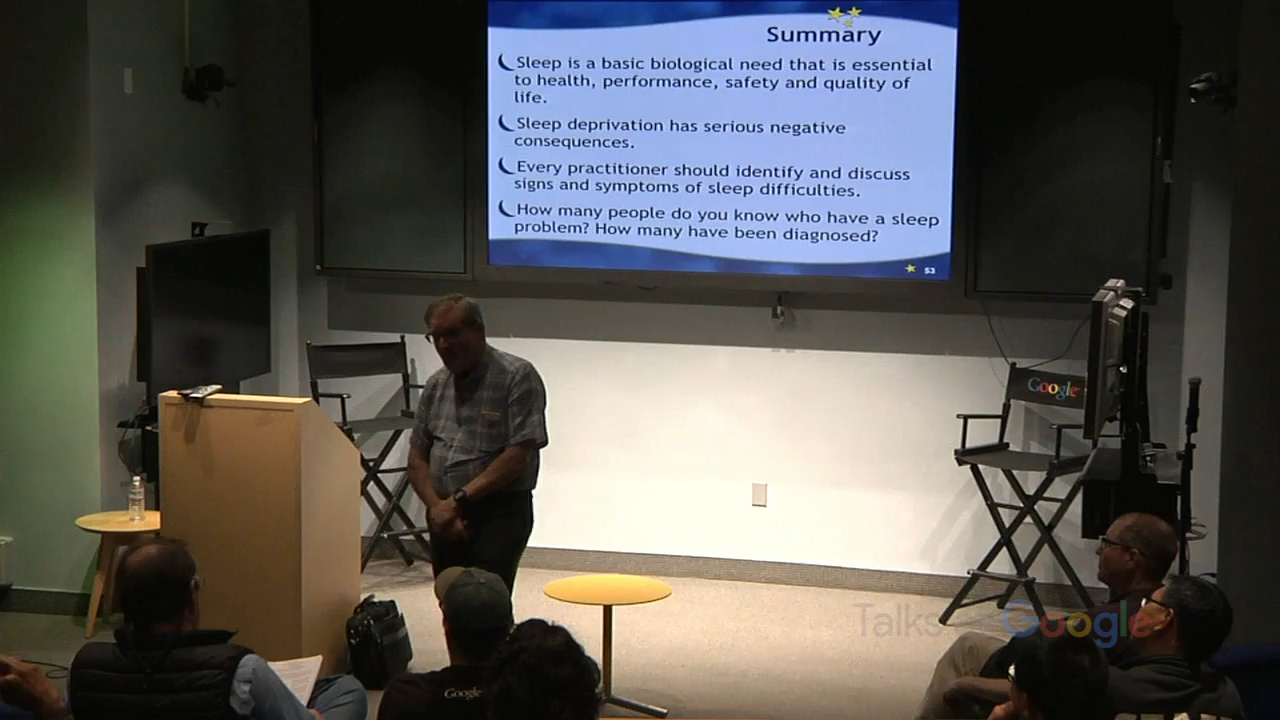 Summary
Sleep is a basic biological need that is essential
to health, performance, safety and quality of
life.
Sleep deprivation has serious negative
consequences.
Every practitioner should identify and discuss
signs and symptoms of sleep difficulties.
How many people do you know who have a sleep
problem? How many have been diagnosed?
53
Google
Talks at Google
Google